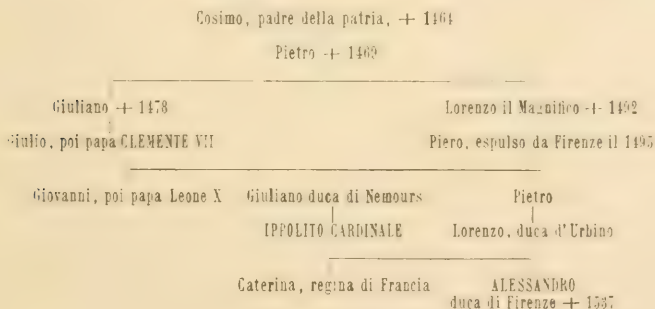 Cosimo, padre della patria, + 1464
Pietro + 1469
Giuliano + 1478 Lorenzo il Magnifico + 1492
Giulio, poi papa CLEMENTE VII Piero, espulso da Firenze il 1495
Giovanni, poi papa Leone X Giuliano duca di Nemours Pietro
IPPOLITO CARDINALE Lorenzo, duca d'Urbino
Caterina, regina di Francia ALESSANDRO
duca di Firenze + 1537